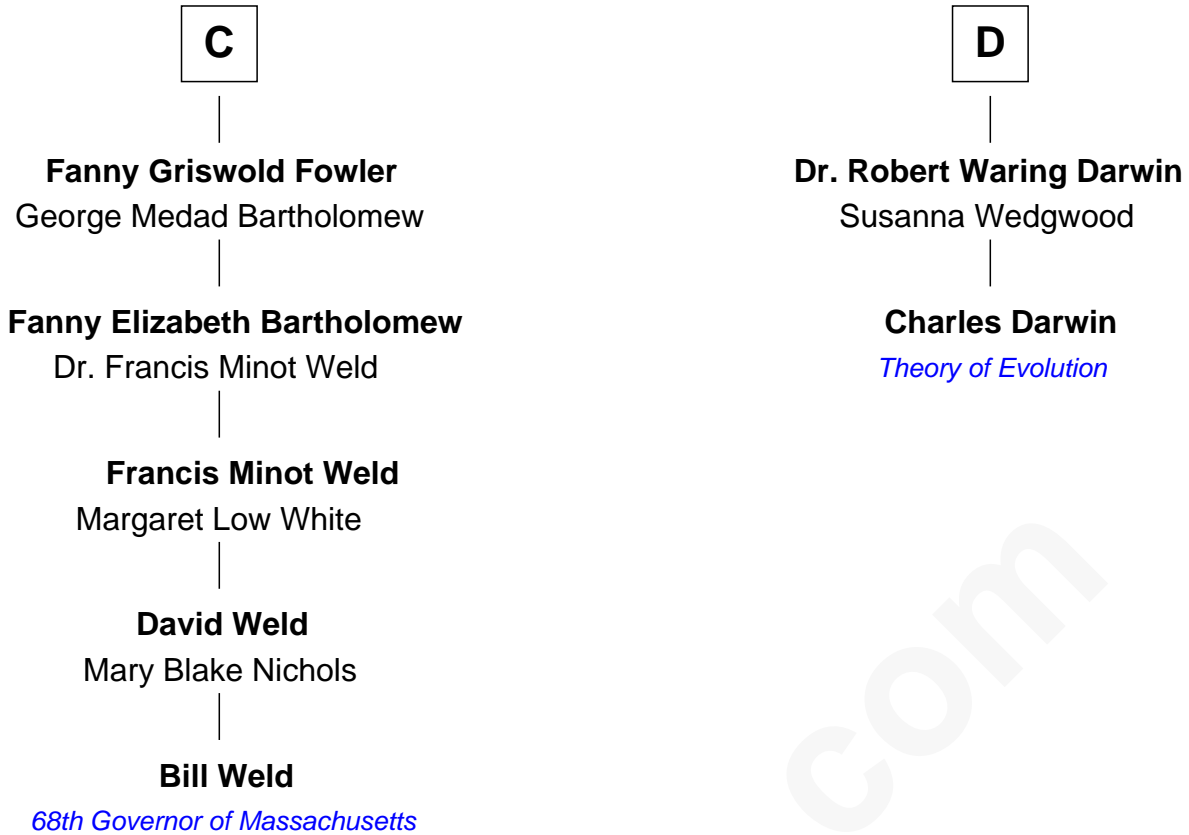 C
Fanny Griswold Fowler
George Medad Bartholomew
Fanny Elizabeth Bartholomew
Dr. Francis Minot Weld
Francis Minot Weld
Margaret Low White
David Weld
Mary Blake Nichols
Bill Weld
68th Governor of Massachusetts
D
Dr. Robert Waring Darwin
Susanna Wedgwood
Charles Darwin
Theory of Evolution
com